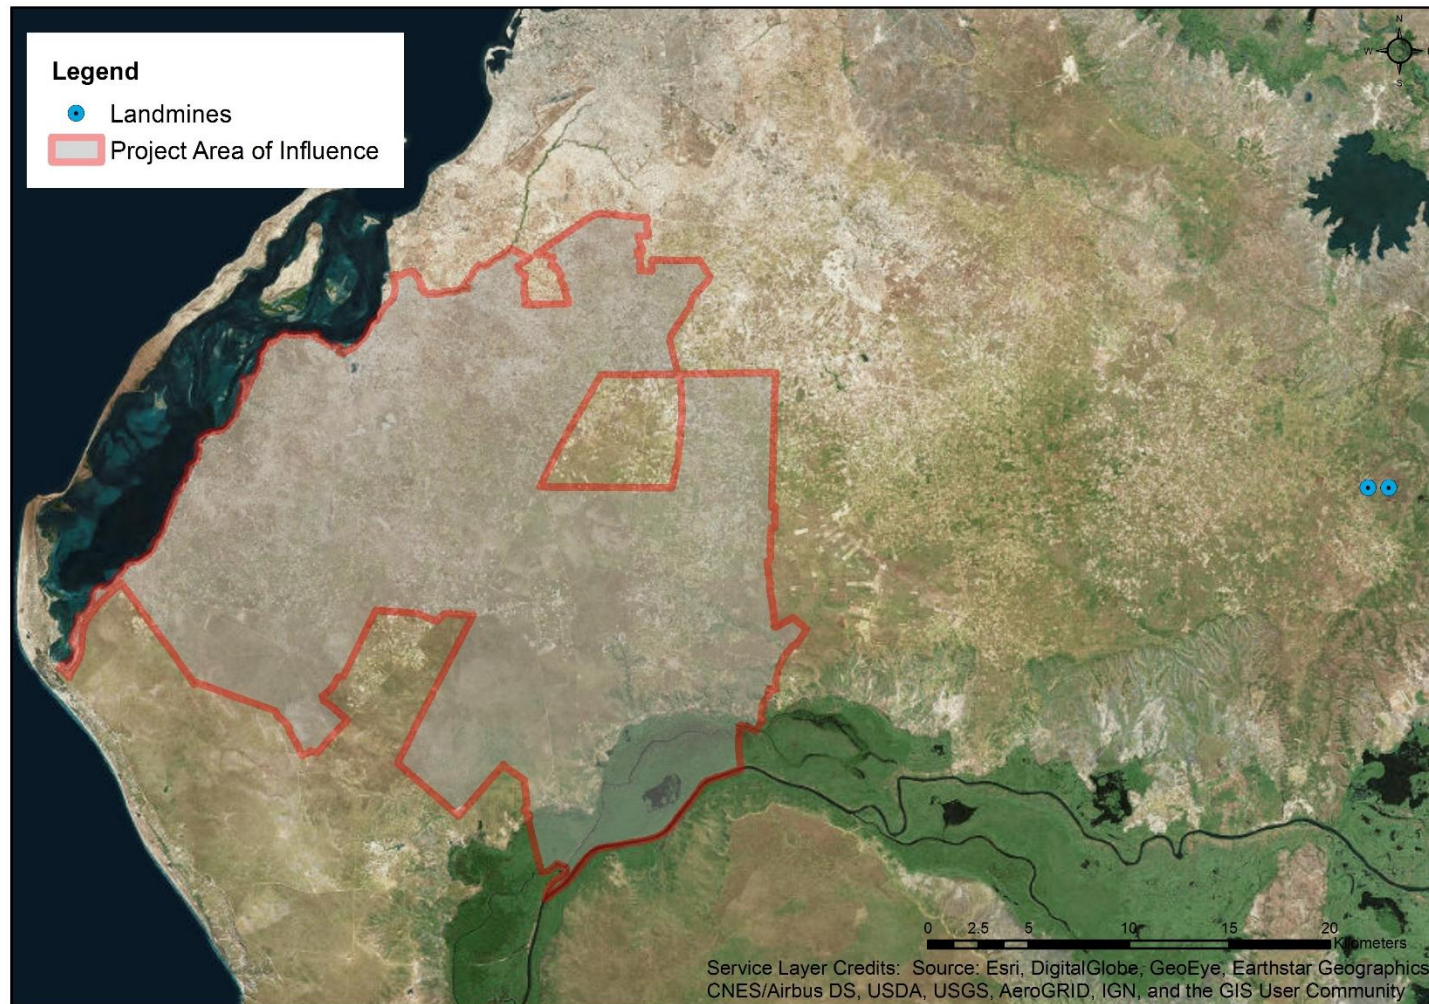 Legend
Landmines
Project Area of Influence
N
W
S
0 2.5 5 10 15 20
Kilometers
Service Layer Credits: Source: Esri, DigitalGlobe, GeoEye, Earthstar Geographics
CNES/Airbus DS, USDA, USGS, AeroGRID, IGN, and the GIS User Community